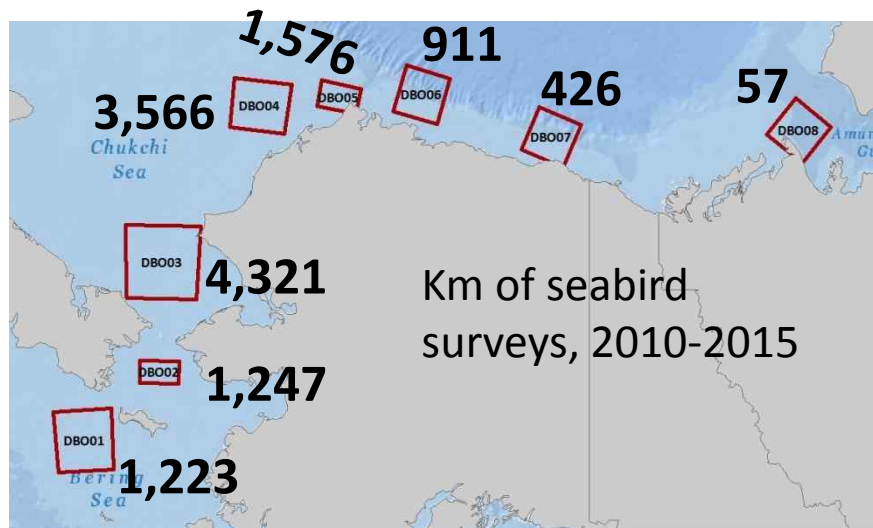 1,576
911
426
57
3,566
DBO04
DBO05
DBO06
DBO07
DBO08
Chukchi
Sea
DBO03
4,321
Km of seabird
surveys, 2010-2015
DBO02
1,247
DBO01
1,223
Bering
Sea